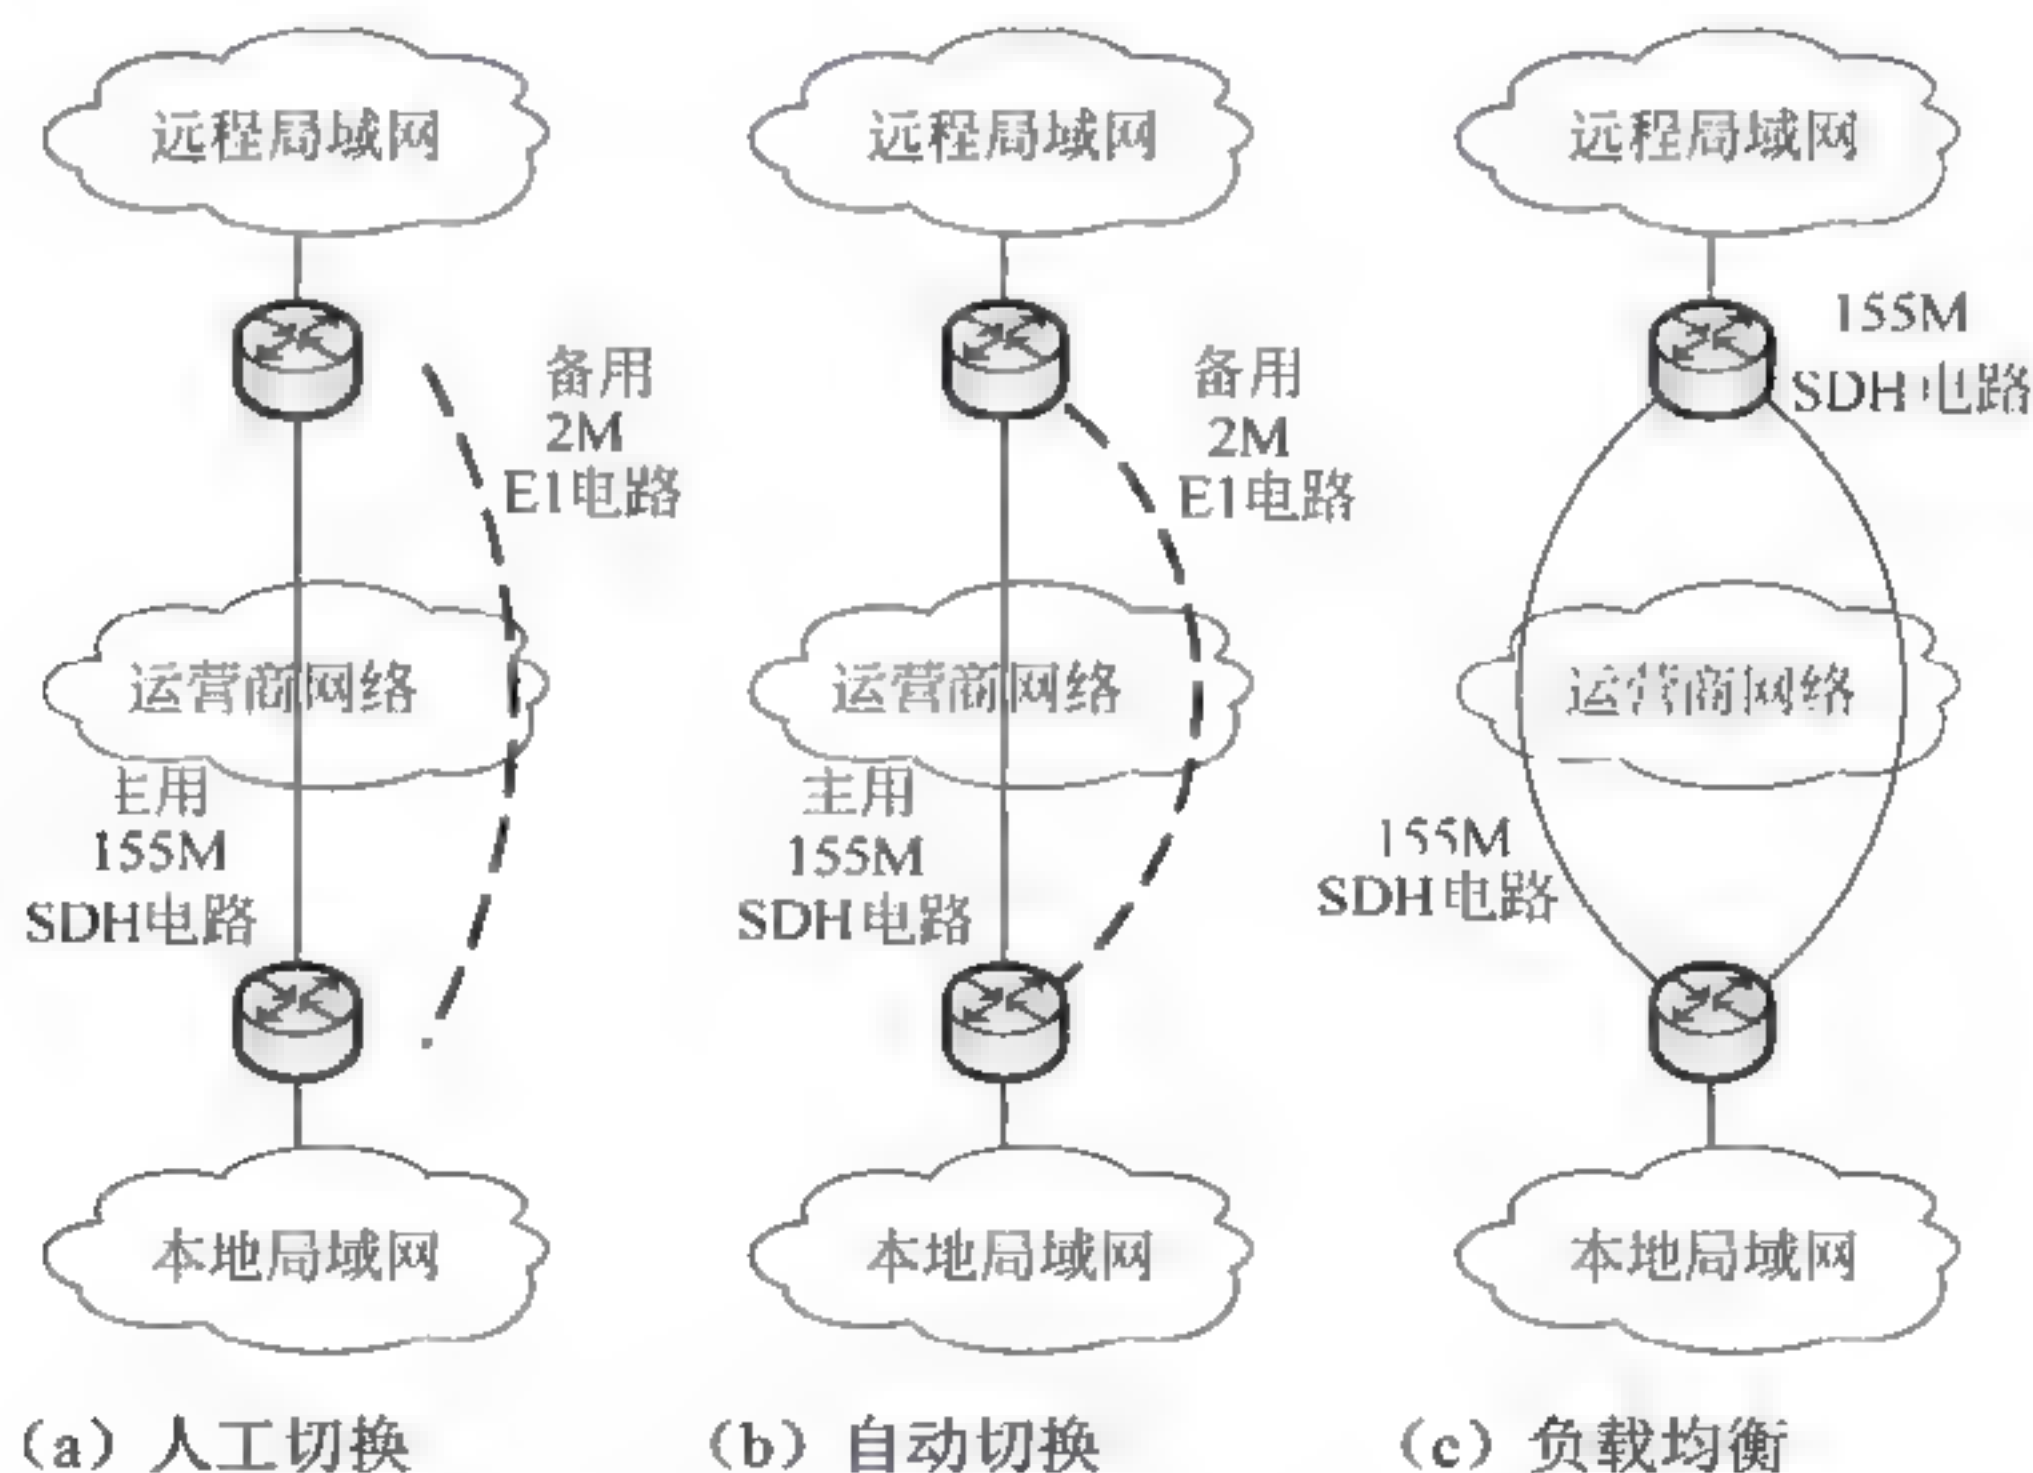 远程局域网
备用
2M
E1电路
运营商网络
主用
155M
SDH电路
本地局域网
(a) 人工切换
远程局域网
备用
2M
E1电路
运营商网络
主用
155M
SDH电路
本地局域网
(b) 自动切换
远程局域网
155M
SDH电路
运营商网络
155M
SDH电路
本地局域网
(c) 负载均衡